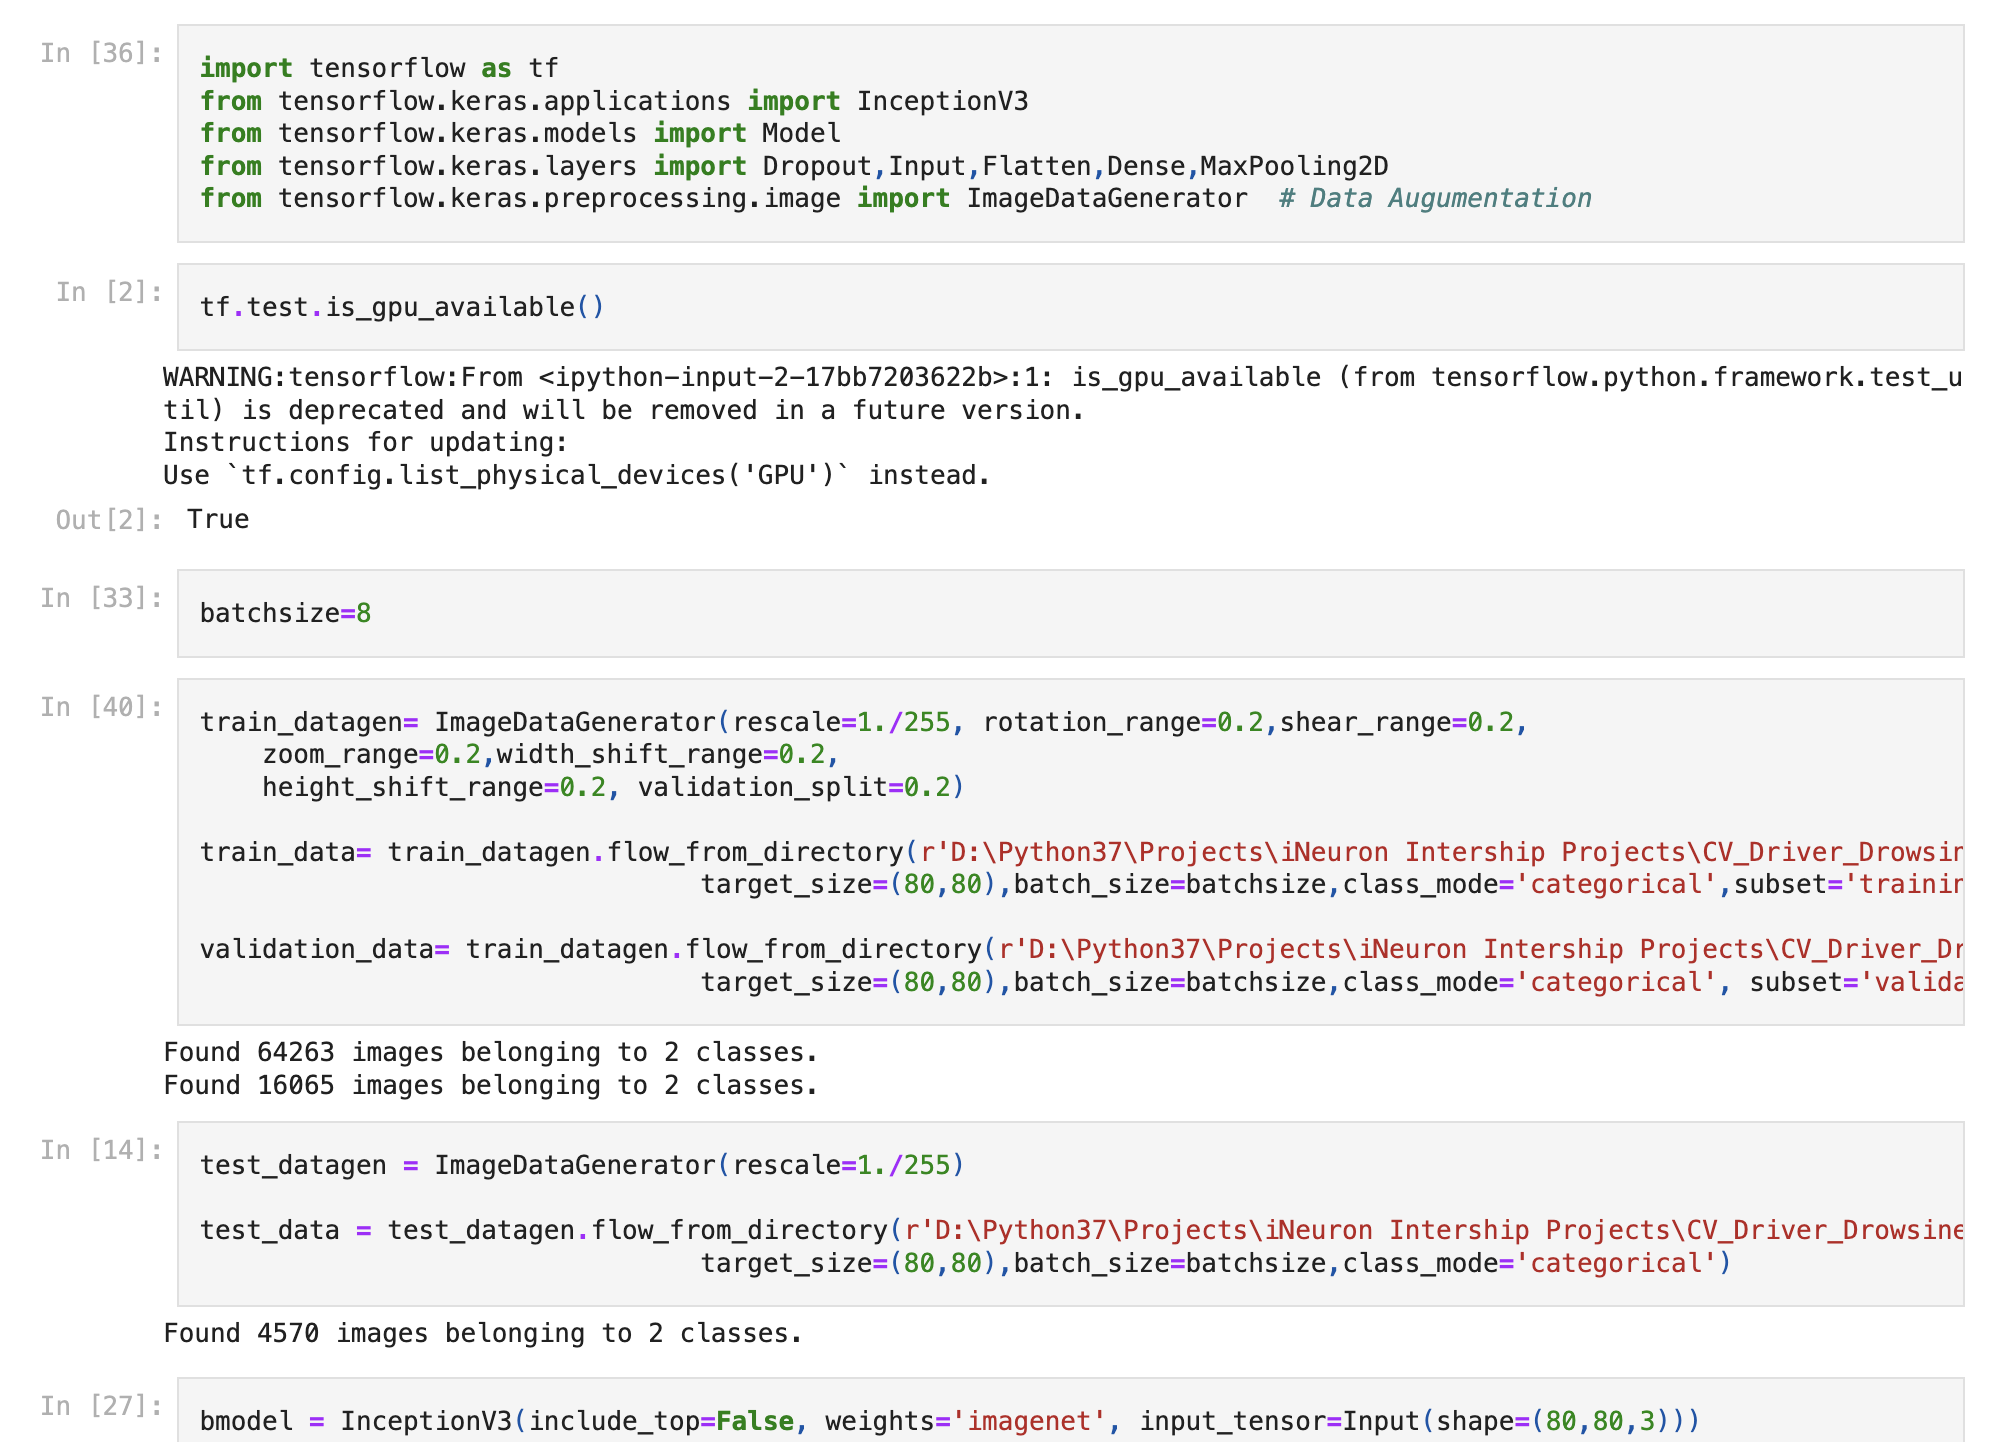 In [36]:
import tensorflow as tf
from tensorflow.keras.applications import InceptionV3
from tensorflow.keras.models import Model
from tensorflow.keras.layers import Dropout,Input,Flatten,Dense,MaxPooling2D
from tensorflow.keras.preprocessing.image import ImageDataGenerator  # Data Augumentation
In [2]:
tf.test.is_gpu_available()
WARNING:tensorflow:From <ipython-input-2-17bb7203622b>:1: is_gpu_available (from tensorflow.python.framework.test_u
til) is deprecated and will be removed in a future version.
Instructions for updating:
Use `tf.config.list_physical_devices('GPU')` instead.
Out[2]: True
In [33]:
batchsize=8
In [40]:
train_datagen= ImageDataGenerator(rescale=1./255, rotation_range=0.2,shear_range=0.2,
    zoom_range=0.2,width_shift_range=0.2,
    height_shift_range=0.2, validation_split=0.2)
train_data= train_datagen.flow_from_directory(r'D:\Python37\Projects\iNeuron Intership Projects\CV_Driver_Drowsin
                                target_size=(80,80),batch_size=batchsize,class_mode='categorical',subset='trainin
validation_data= train_datagen.flow_from_directory(r'D:\Python37\Projects\iNeuron Intership Projects\CV_Driver_Dr
                                target_size=(80,80),batch_size=batchsize,class_mode='categorical', subset='valida
Found 64263 images belonging to 2 classes.
Found 16065 images belonging to 2 classes.
In [14]:
test_datagen = ImageDataGenerator(rescale=1./255)
test_data = test_datagen.flow_from_directory(r'D:\Python37\Projects\iNeuron Intership Projects\CV_Driver_Drowsine
                                target_size=(80,80),batch_size=batchsize,class_mode='categorical')
Found 4570 images belonging to 2 classes.
In [27]:
bmodel = InceptionV3(include_top=False, weights='imagenet', input_tensor=Input(shape=(80,80,3)))